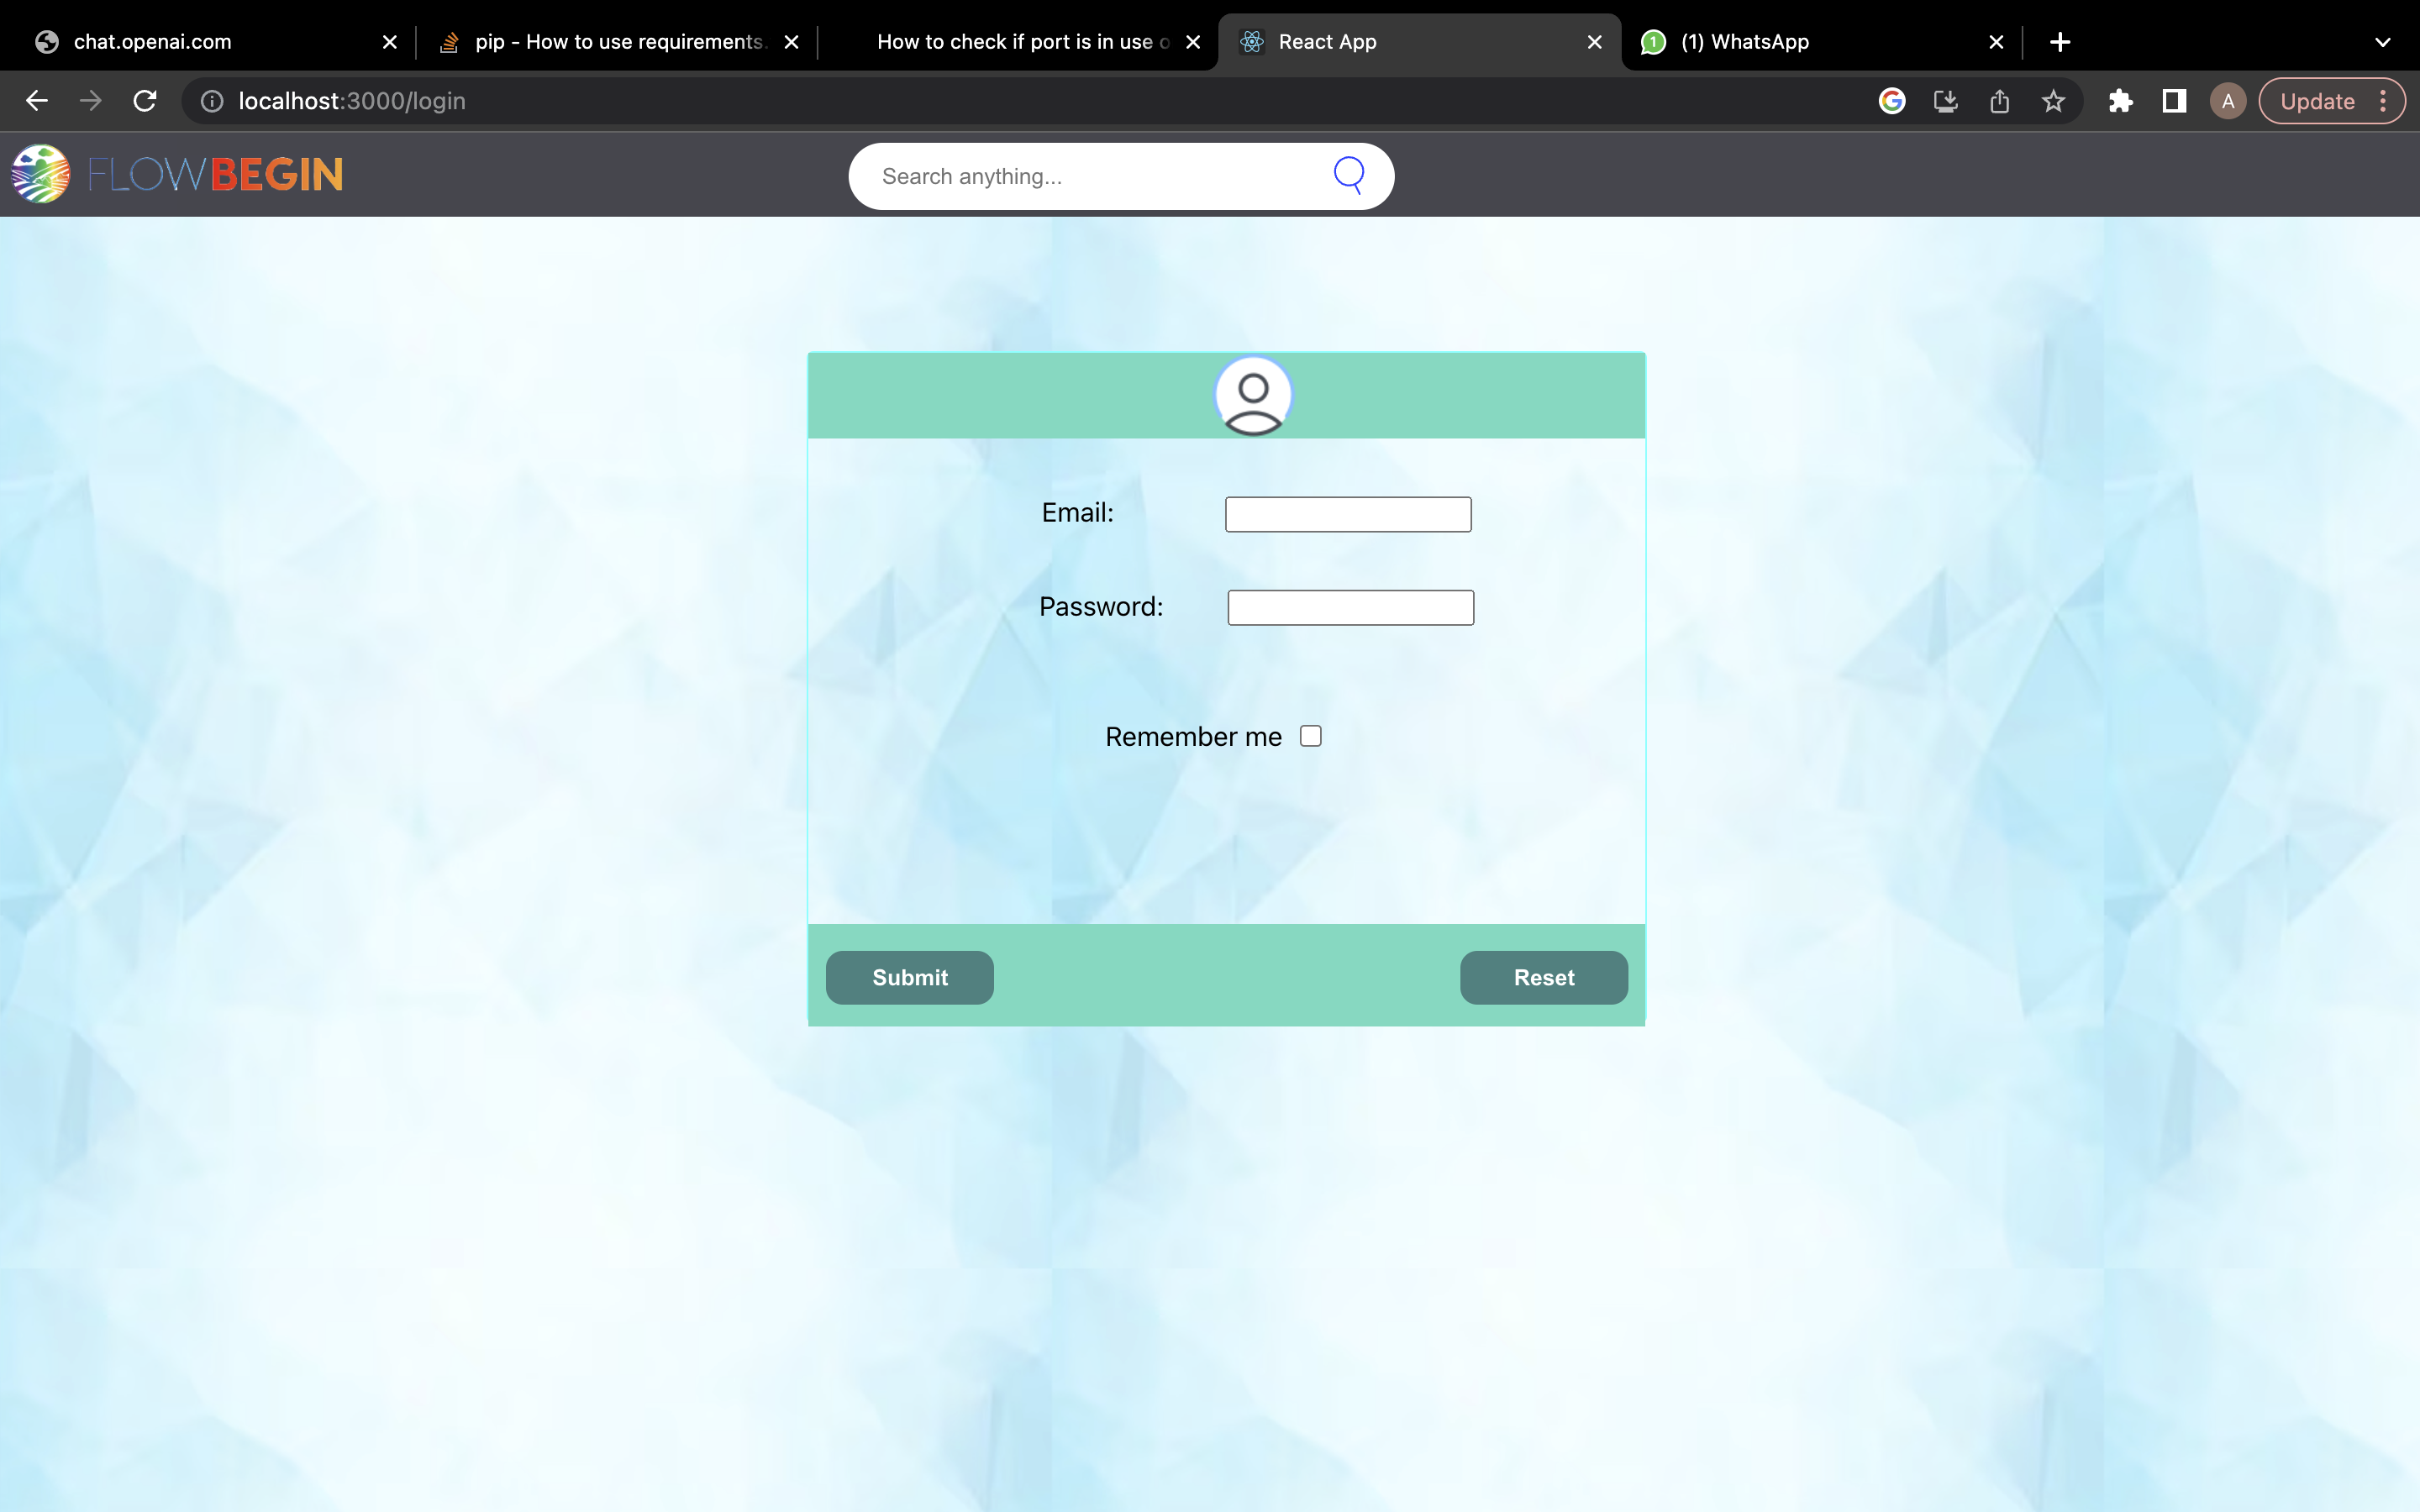 chat.openai.com
pip - How to use requirements.
How to check if port is in use o
React App
(1) WhatsApp
localhost:3000/login
A
Update
FLOWBEGIN
Search anything...
Email:
Password:
Remember me
Submit
Reset